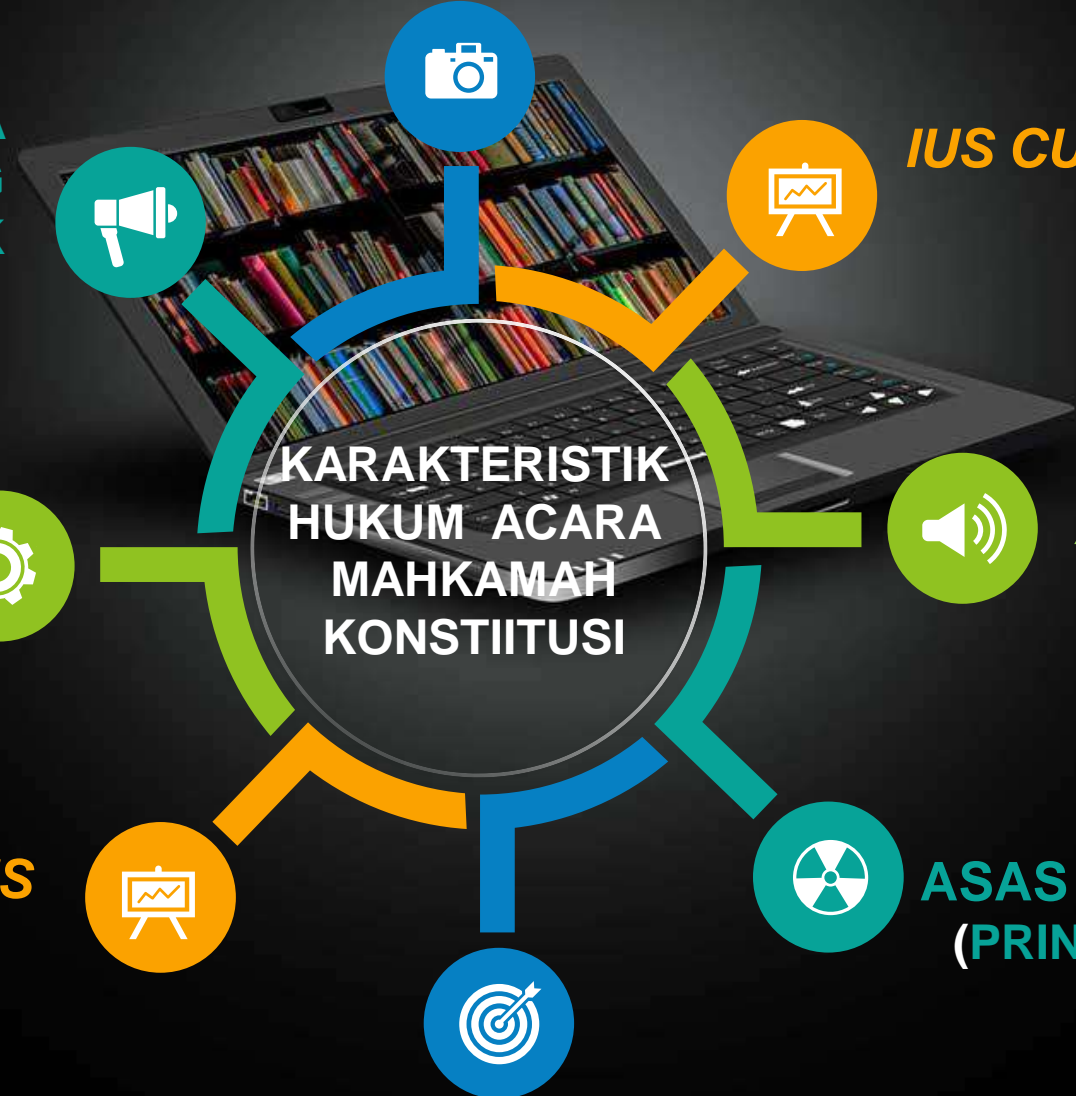 IUS CU
KARAKTERISTIK
HUKUM ACARA
MAHKAMAH
KONSTIITUSI
ASAS
(PRIN